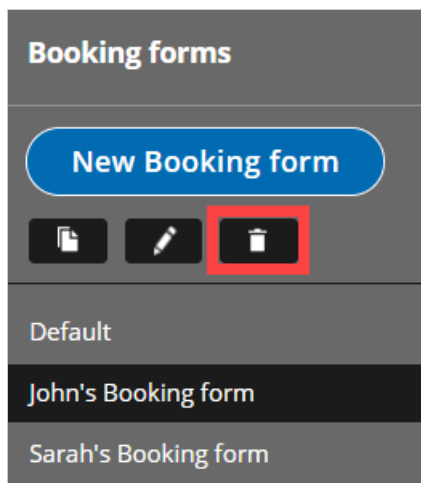 Booking forms
New Booking form
Default
John's Booking form
Sarah's Booking form